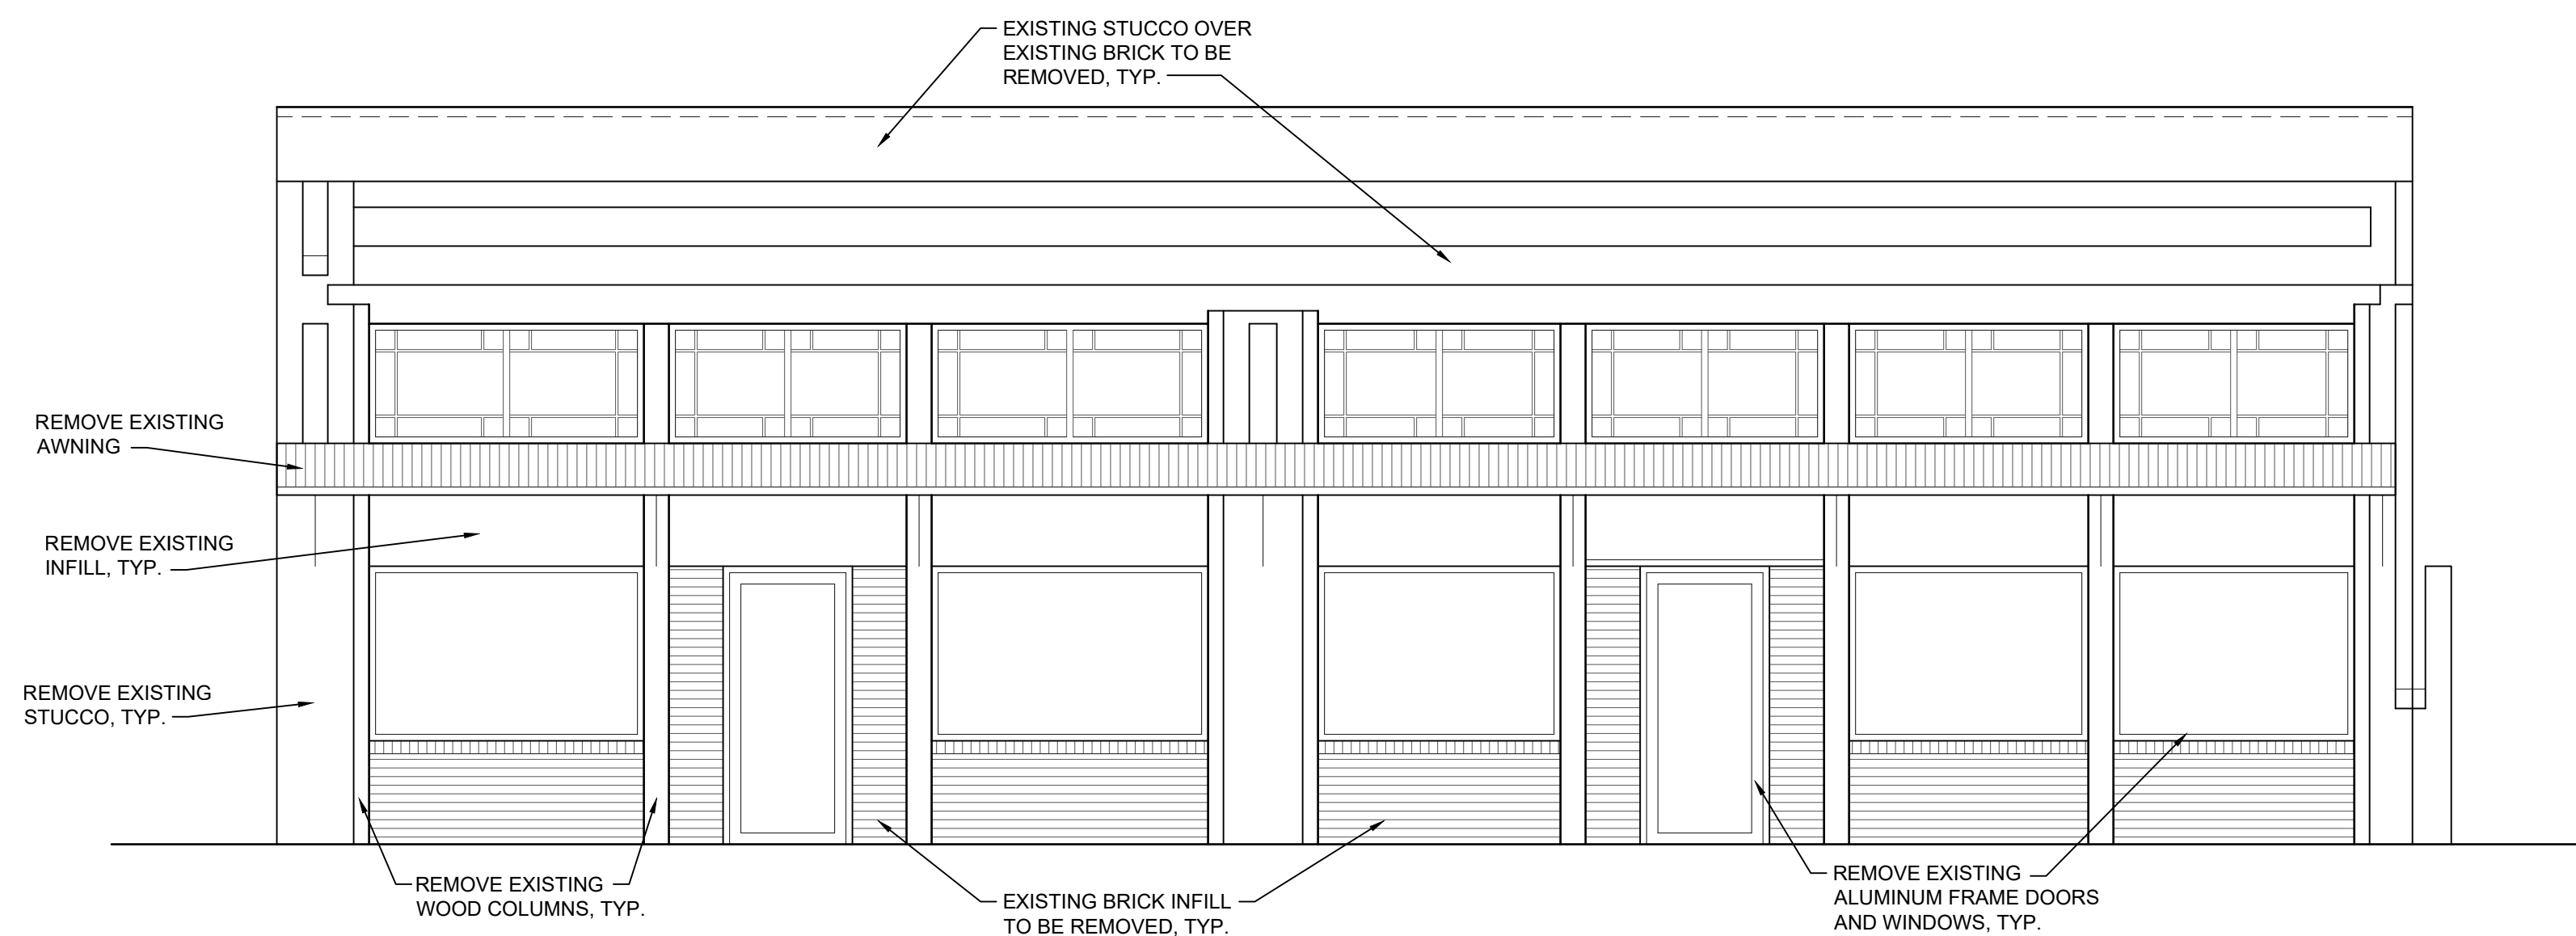 EXISTING STUCCO OVER
EXISTING BRICK TO BE
REMOVED, TYP.
REMOVE EXISTING
AWNING
REMOVE EXISTING
INFILL, TYP.
REMOVE EXISTING
STUCCO, TYP.
REMOVE EXISTING
WOOD COLUMNS, TYP.
EXISTING BRICK INFILL
TO BE REMOVED, TYP.
REMOVE EXISTING
ALUMINUM FRAME DOORS
AND WINDOWS, TYP.